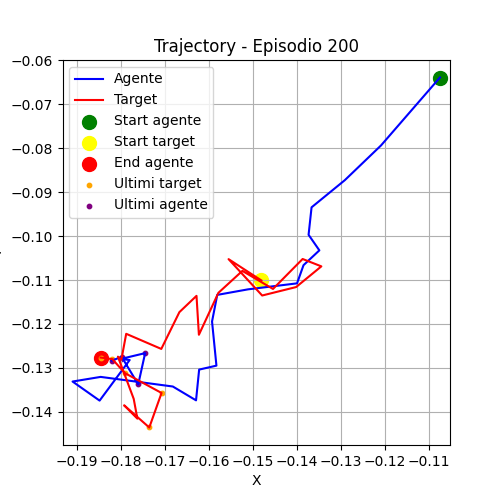 Trajectory - Episodio 200
Agente
Target
Start agente
Start target
End agente
Ultimi target
Ultimi agente
−0.06
−0.07
−0.08
−0.09
−0.10
−0.11
−0.12
−0.13
−0.14
−0.19 −0.18 −0.17 −0.16 −0.15 −0.14 −0.13 −0.12 −0.11
X